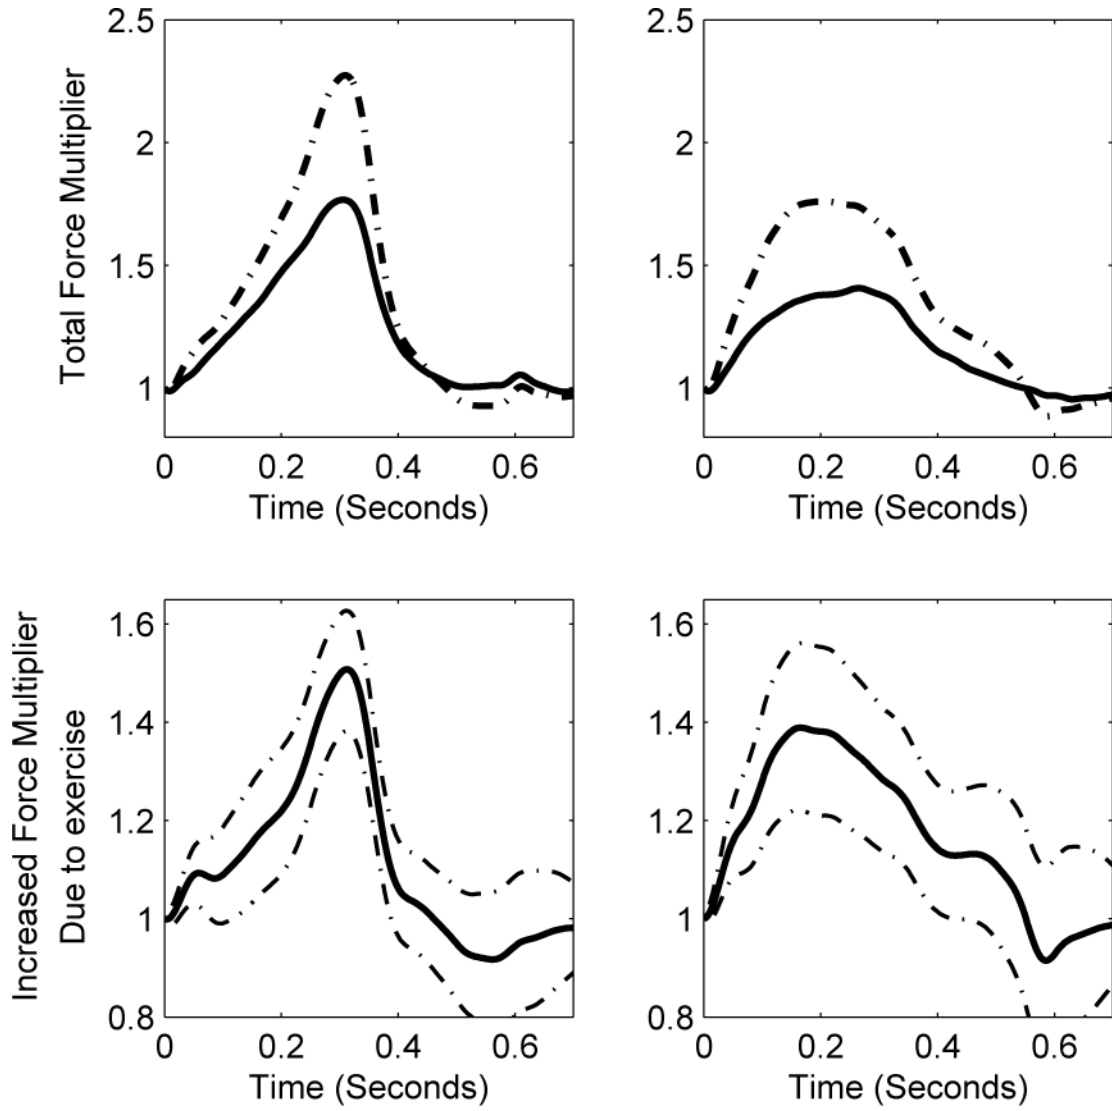 Total Force Multiplier
2.5
2
1.5
1
0 0.2 0.4 0.6
Time (Seconds)
2.5
2
1.5
1
0 0.2 0.4 0.6
Time (Seconds)
Increased Force Multiplier
Due to exercise
1.6
1.4
1.2
1
0.8
0 0.2 0.4 0.6
Time (Seconds)
1.6
1.4
1.2
1
0.8
0 0.2 0.4 0.6
Time (Seconds)